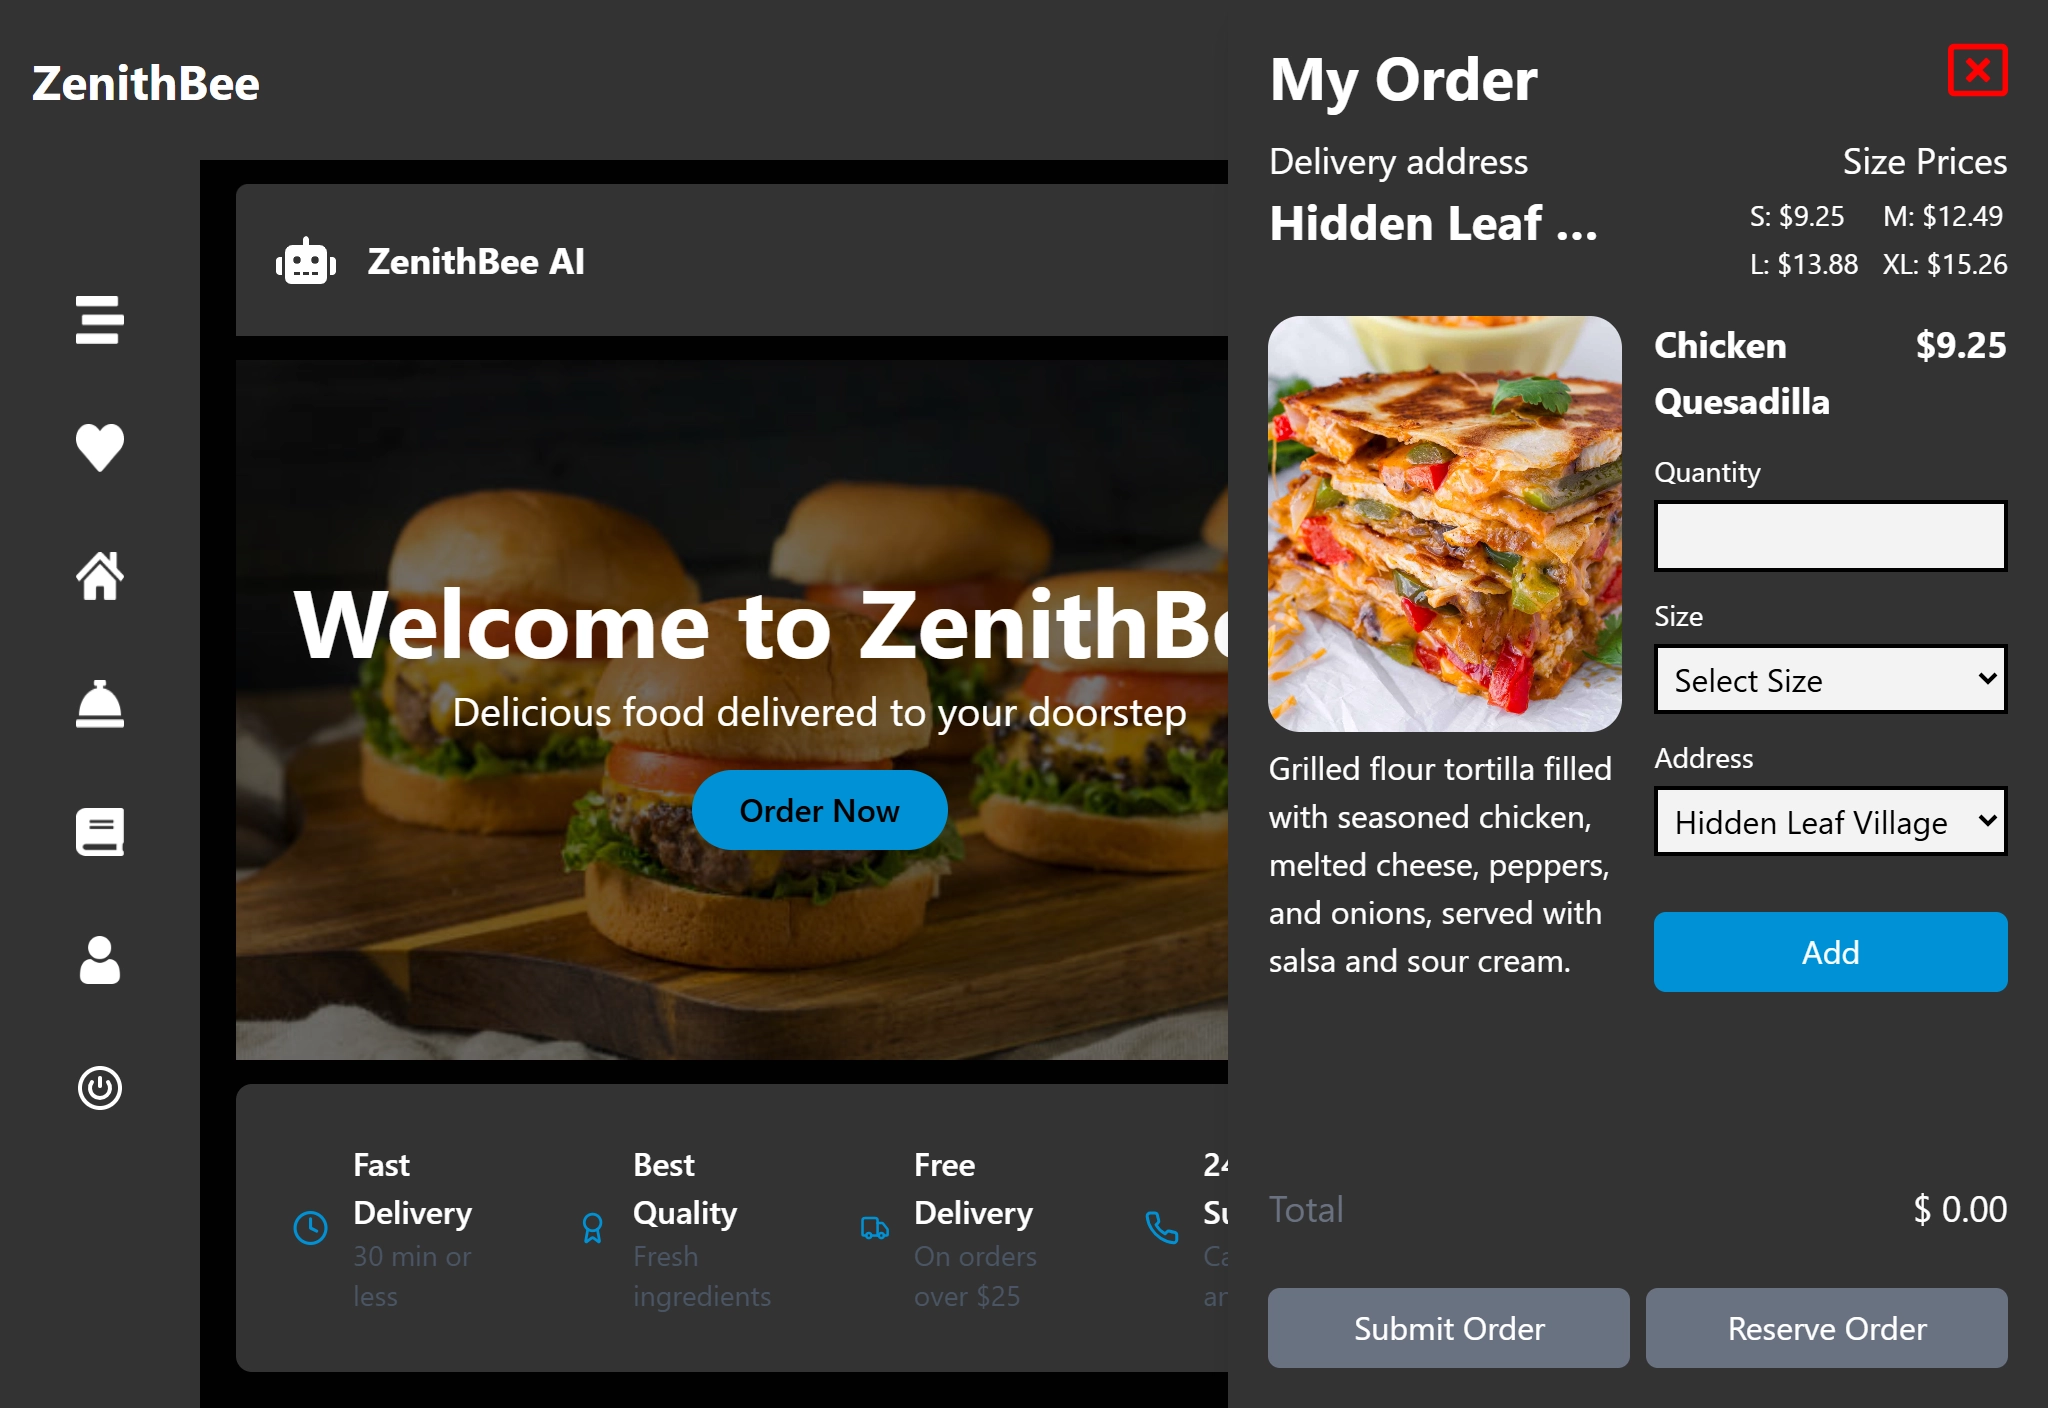 ZenithBee
ZenithBee AI
Welcome to ZenithBe
Delicious food delivered to your doorstep
Order Now
Fast
Delivery
30 min or
less
Best
Quality
Fresh
ingredients
Free
Delivery
On orders
over $25
24
My Order
Delivery address
Hidden Leaf ...
Size Prices
S: $9.25 M: $12.49
L: $13.88 XL: $15.26
Chicken
Quesadilla
$9.25
Quantity
Size
Select Size
Address
Hidden Leaf Village
Add
Grilled flour tortilla filled
with seasoned chicken,
melted cheese, peppers,
and onions, served with
salsa and sour cream.
Total
$ 0.00
Submit Order
Reserve Order